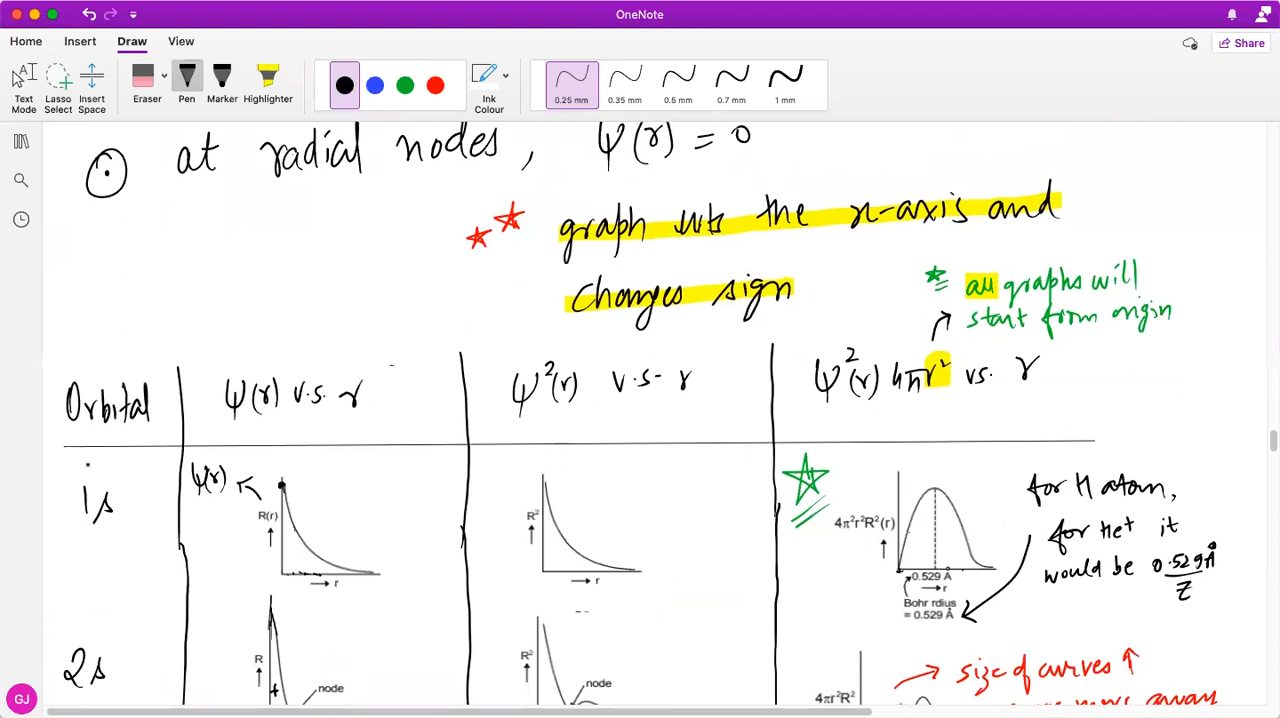 OneNote
Home Insert Draw View
Share
Text Mode
Lasso Select
Insert Space
Eraser
Pen
Marker
Highlighter
Ink Colour
0.25 mm
0.35 mm
0.5 mm
0.7 mm
1 mm
at radial nodes, ψ(r) = 0
graph cuts the x-axis and
changes sign
all graphs will
start from origin
Orbital
ψ(r) v.s. r
ψ²(r) v.s. r
ψ²(r) 4πr² vs. r
1s
ψ(r)
R(r)
r
R²
r
4π²r²R²(r)
0.529 Å
r
Bohr rdius
= 0.529 Å
for H atom,
for He+ it
would be 0.529Å/Z
2s
R
node
R²
node
4πr²R²
size of curves ↑
away
GJ